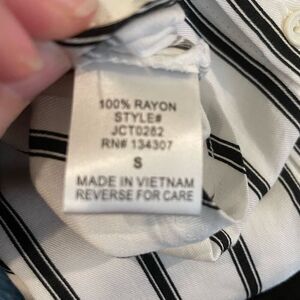 100% RAYON
STYLE#
JCT0282
RN# 134307
S
MADE IN VIETNAM
REVERSE FOR CARE